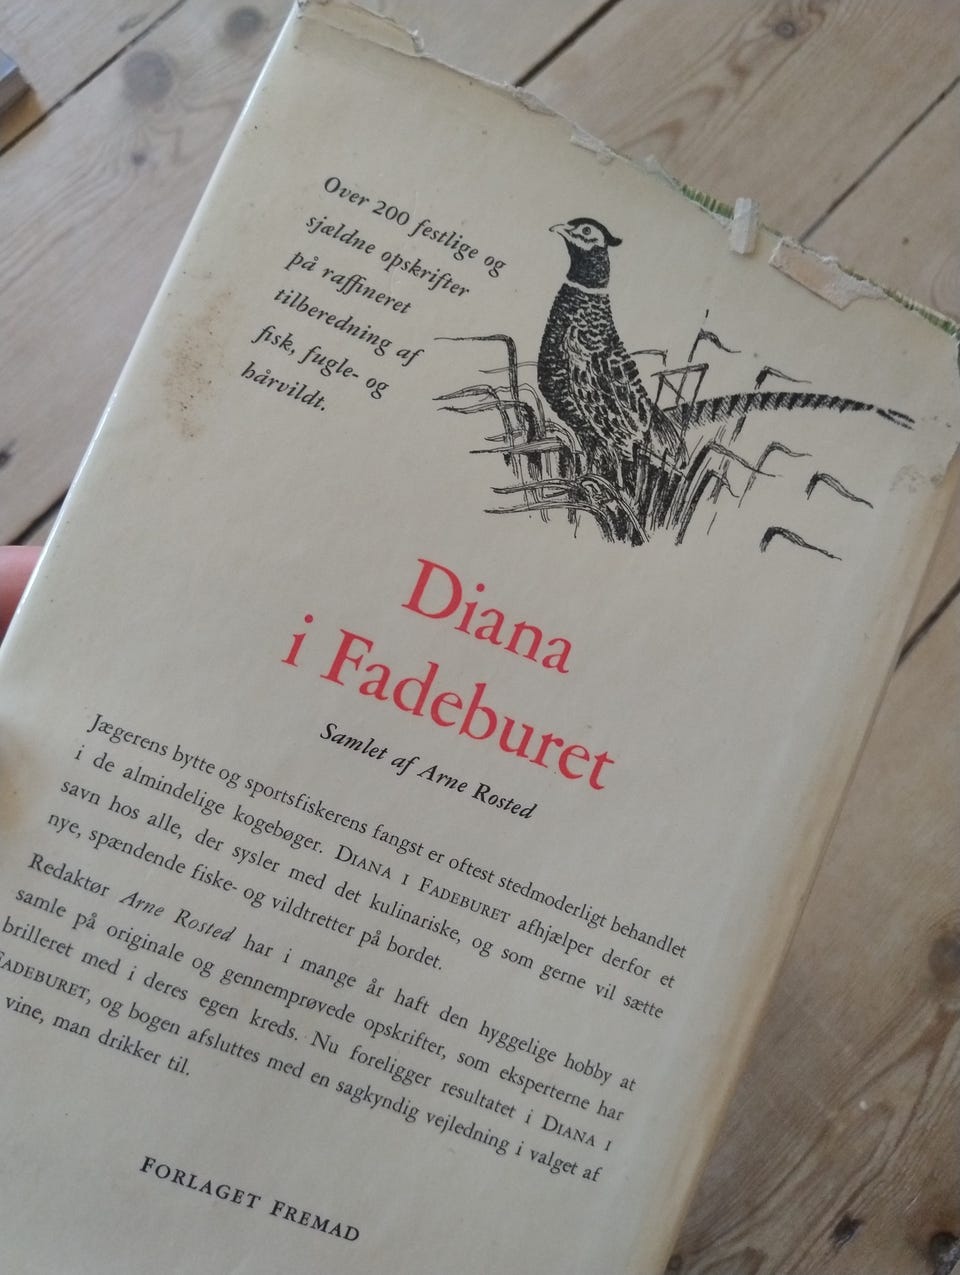 Over 200 festlige og
sjældne opskrifter
på raffineret
tilberedning af
fisk, fugle- og
hårvildt.
Diana
i Fadeburet
Samlet af Arne Rosted
Jægerens bytte og sportsfiskerens fangst er oftest stedmoderligt behandlet
i de almindelige kogebøger. DIANA I FADEBURET afhjælper derfor et
savn hos alle, der sysler med det kulinariske, og som gerne vil sætte
nye, spændende fiske- og vildtretter på bordet.
Redaktør Arne Rosted har i mange år haft den hyggelige hobby at
samle på originale og gennemprøvede opskrifter, som eksperterne har
brilleret med i deres egen kreds. Nu foreligger resultatet i DIANA I
FADEBURET, og bogen afsluttes med en sagkyndig vejledning i valget af
vine, man drikker til.
FORLAGET FREMAD